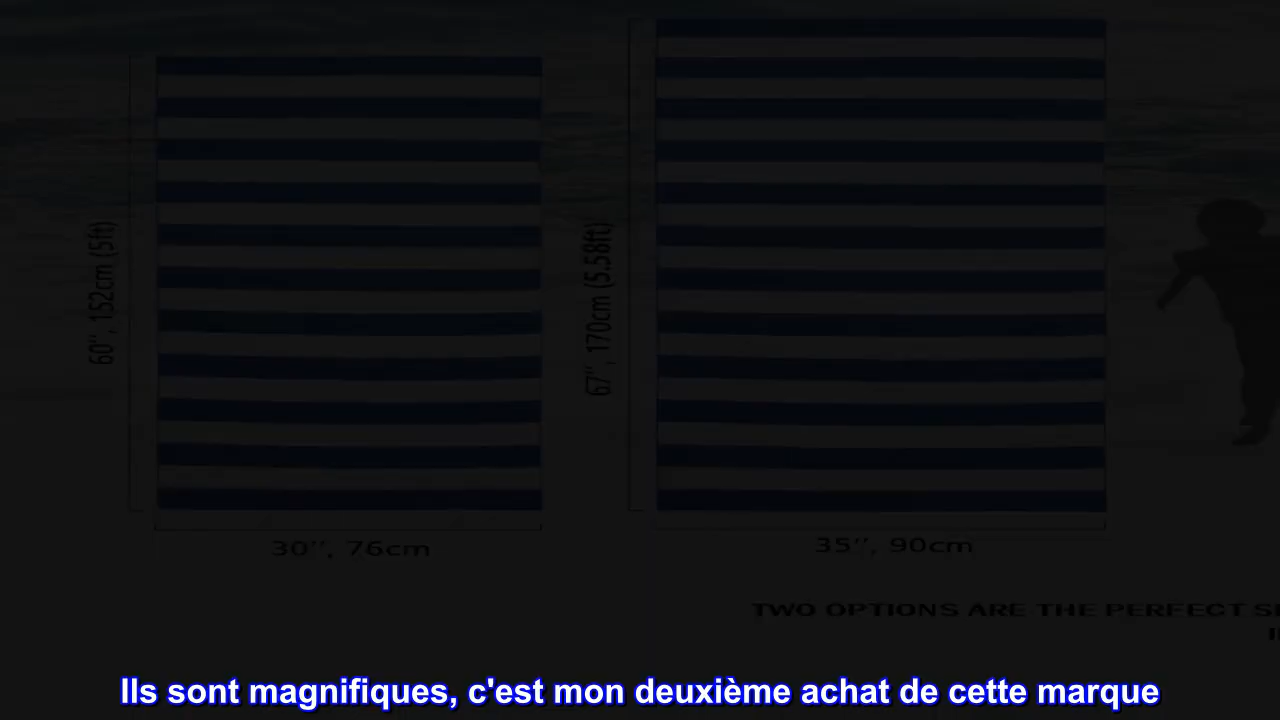 60'', 152cm (5ft)
67'', 170cm (5.58ft)
30'', 76cm
35'', 90cm
TWO OPTIONS ARE THE PERFECT
Ils sont magnifiques, c'est mon deuxième achat de cette marque